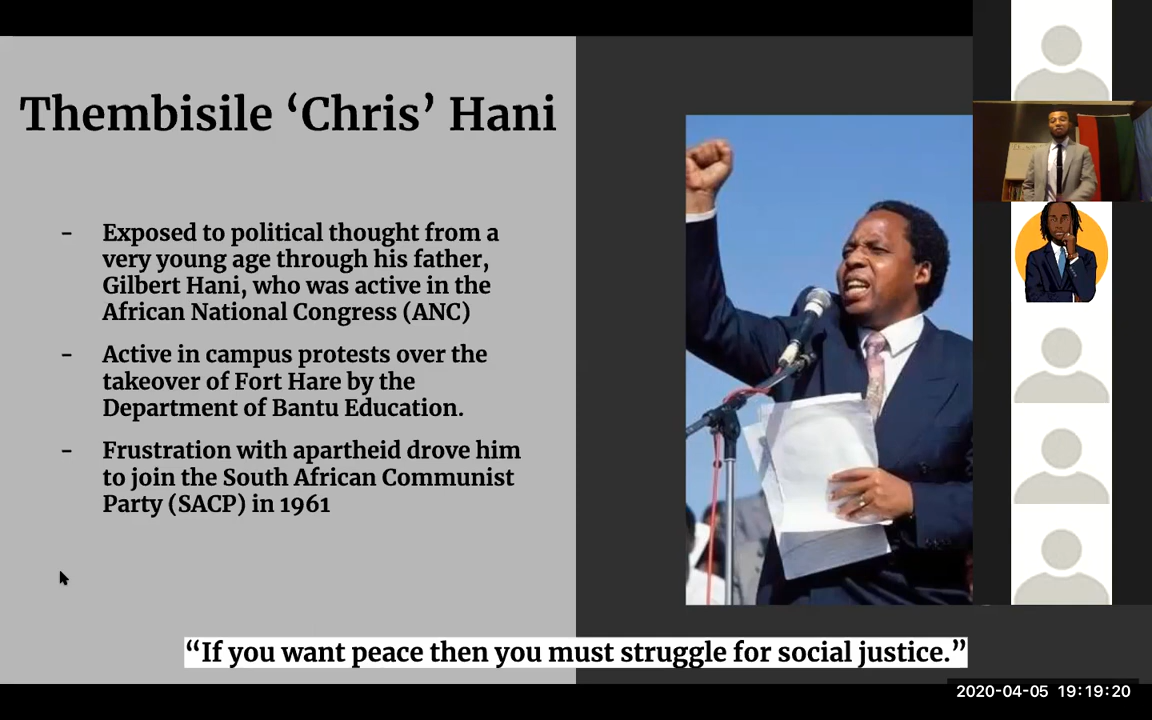 Thembisile ‘Chris’ Hani
- Exposed to political thought from a
very young age through his father,
Gilbert Hani, who was active in the
African National Congress (ANC)
- Active in campus protests over the
takeover of Fort Hare by the
Department of Bantu Education.
- Frustration with apartheid drove him
to join the South African Communist
Party (SACP) in 1961
“If you want peace then you must struggle for social justice.”
2020-04-05 19:19:20